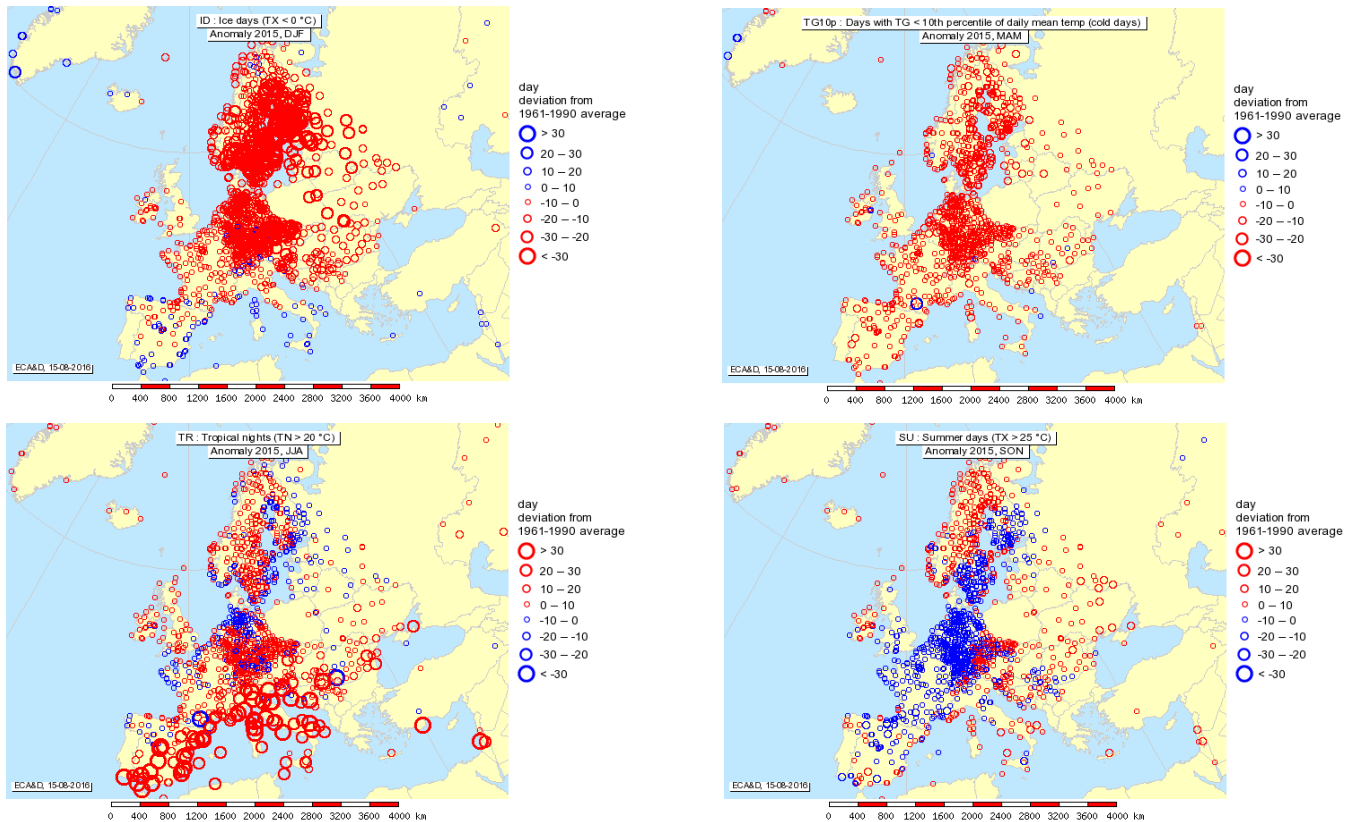 ID : Ice days (TX < 0 °C)
Anomaly 2015, DJF
day
deviation from
1961-1990 average
> 30
20 – 30
10 – 20
0 – 10
-10 – 0
-20 – -10
-30 – -20
< -30
ECA&D, 15-08-2016
0 400 800 1200 1600 2000 2400 2800 3200 3600 4000 km
TG10p : Days with TG < 10th percentile of daily mean temp (cold days)
Anomaly 2015, MAM
day
deviation from
1961-1990 average
> 30
20 – 30
10 – 20
0 – 10
-10 – 0
-20 – -10
-30 – -20
< -30
ECA&D, 15-08-2016
0 400 800 1200 1600 2000 2400 2800 3200 3600 4000 km
TR : Tropical nights (TN > 20 °C)
Anomaly 2015, JJA
day
deviation from
1961-1990 average
> 30
20 – 30
10 – 20
0 – 10
-10 – 0
-20 – -10
-30 – -20
< -30
ECA&D, 15-08-2016
0 400 800 1200 1600 2000 2400 2800 3200 3600 4000 km
SU : Summer days (TX > 25 °C)
Anomaly 2015, SON
day
deviation from
1961-1990 average
> 30
20 – 30
10 – 20
0 – 10
-10 – 0
-20 – -10
-30 – -20
< -30
ECA&D, 15-08-2016
0 400 800 1200 1600 2000 2400 2800 3200 3600 4000 km